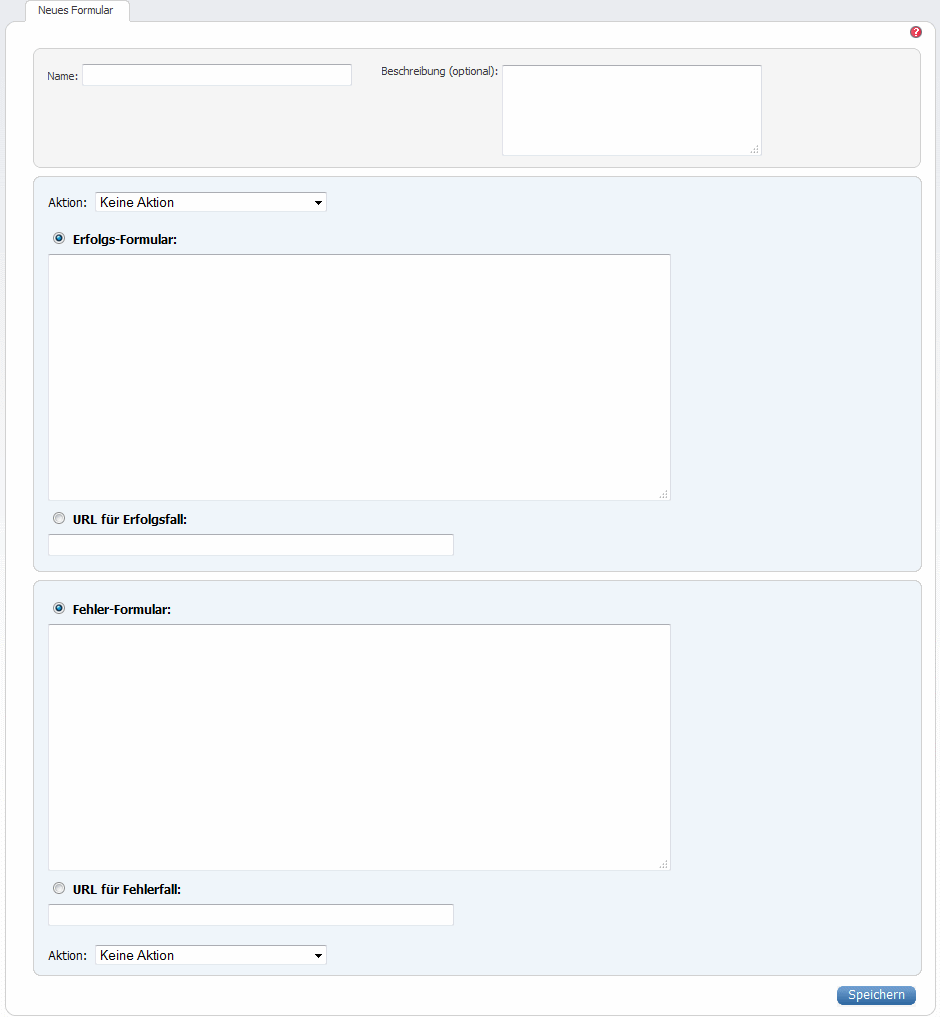 Neues Formular
?
Name:
Beschreibung (optional):
Aktion: Keine Aktion
Erfolgs-Formular:
URL für Erfolgsfall:
Fehler-Formular:
URL für Fehlerfall:
Aktion: Keine Aktion
Speichern